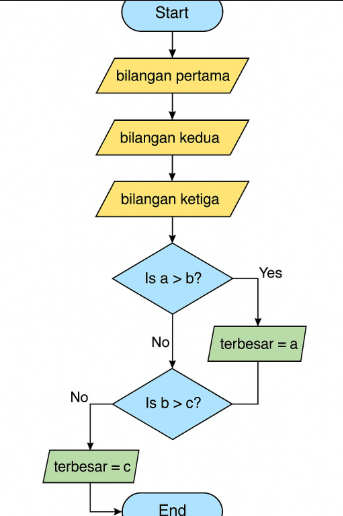 Start
bilangan pertama
bilangan kedua
bilangan ketiga
Is a > b?
Yes
No
terbesar = a
Is b > c?
No
terbesar = c
End